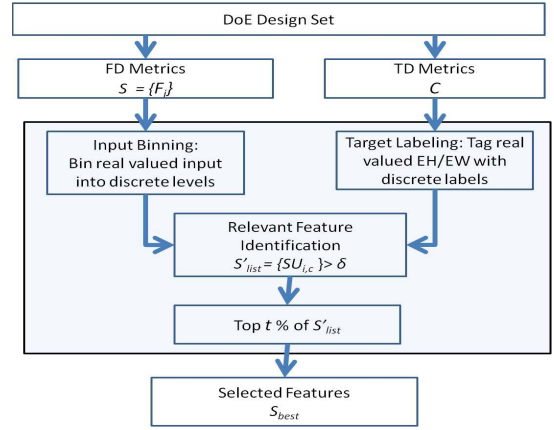 DoE Design Set
FD Metrics
S = {Fᵢ}
TD Metrics
C
Input Binning:
Bin real valued input
into discrete levels
Target Labeling: Tag real
valued EH/EW with
discrete labels
Relevant Feature
Identification
S'list = {SUi,c }> δ
Top t % of S'list
Selected Features
Sbest